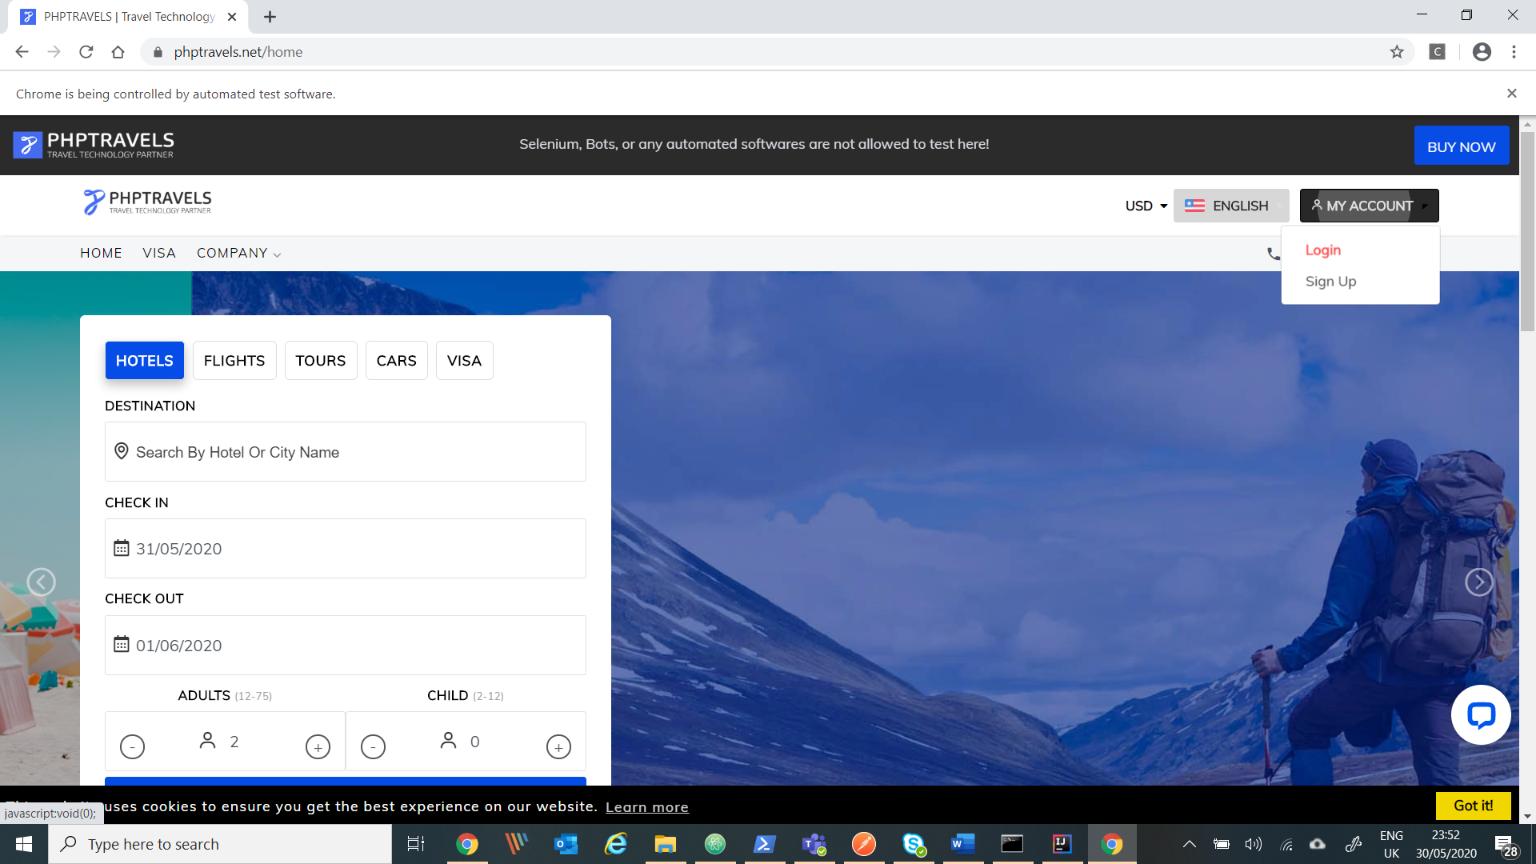 PHPTRAVELS | Travel Technology
phptravels.net/home
Chrome is being controlled by automated test software.
PHPTRAVELS
TRAVEL TECHNOLOGY PARTNER
Selenium, Bots, or any automated softwares are not allowed to test here!
BUY NOW
PHPTRAVELS
TRAVEL TECHNOLOGY PARTNER
USD
ENGLISH
MY ACCOUNT
HOME VISA COMPANY
Login
Sign Up
HOTELS FLIGHTS TOURS CARS VISA
DESTINATION
Search By Hotel Or City Name
CHECK IN
31/05/2020
CHECK OUT
01/06/2020
ADULTS (12-75)
CHILD (2-12)
- 2 +
- 0 +
uses cookies to ensure you get the best experience on our website. Learn more
Got it!
javascript:void(0);
Type here to search
ENG
UK
23:52
30/05/2020
28